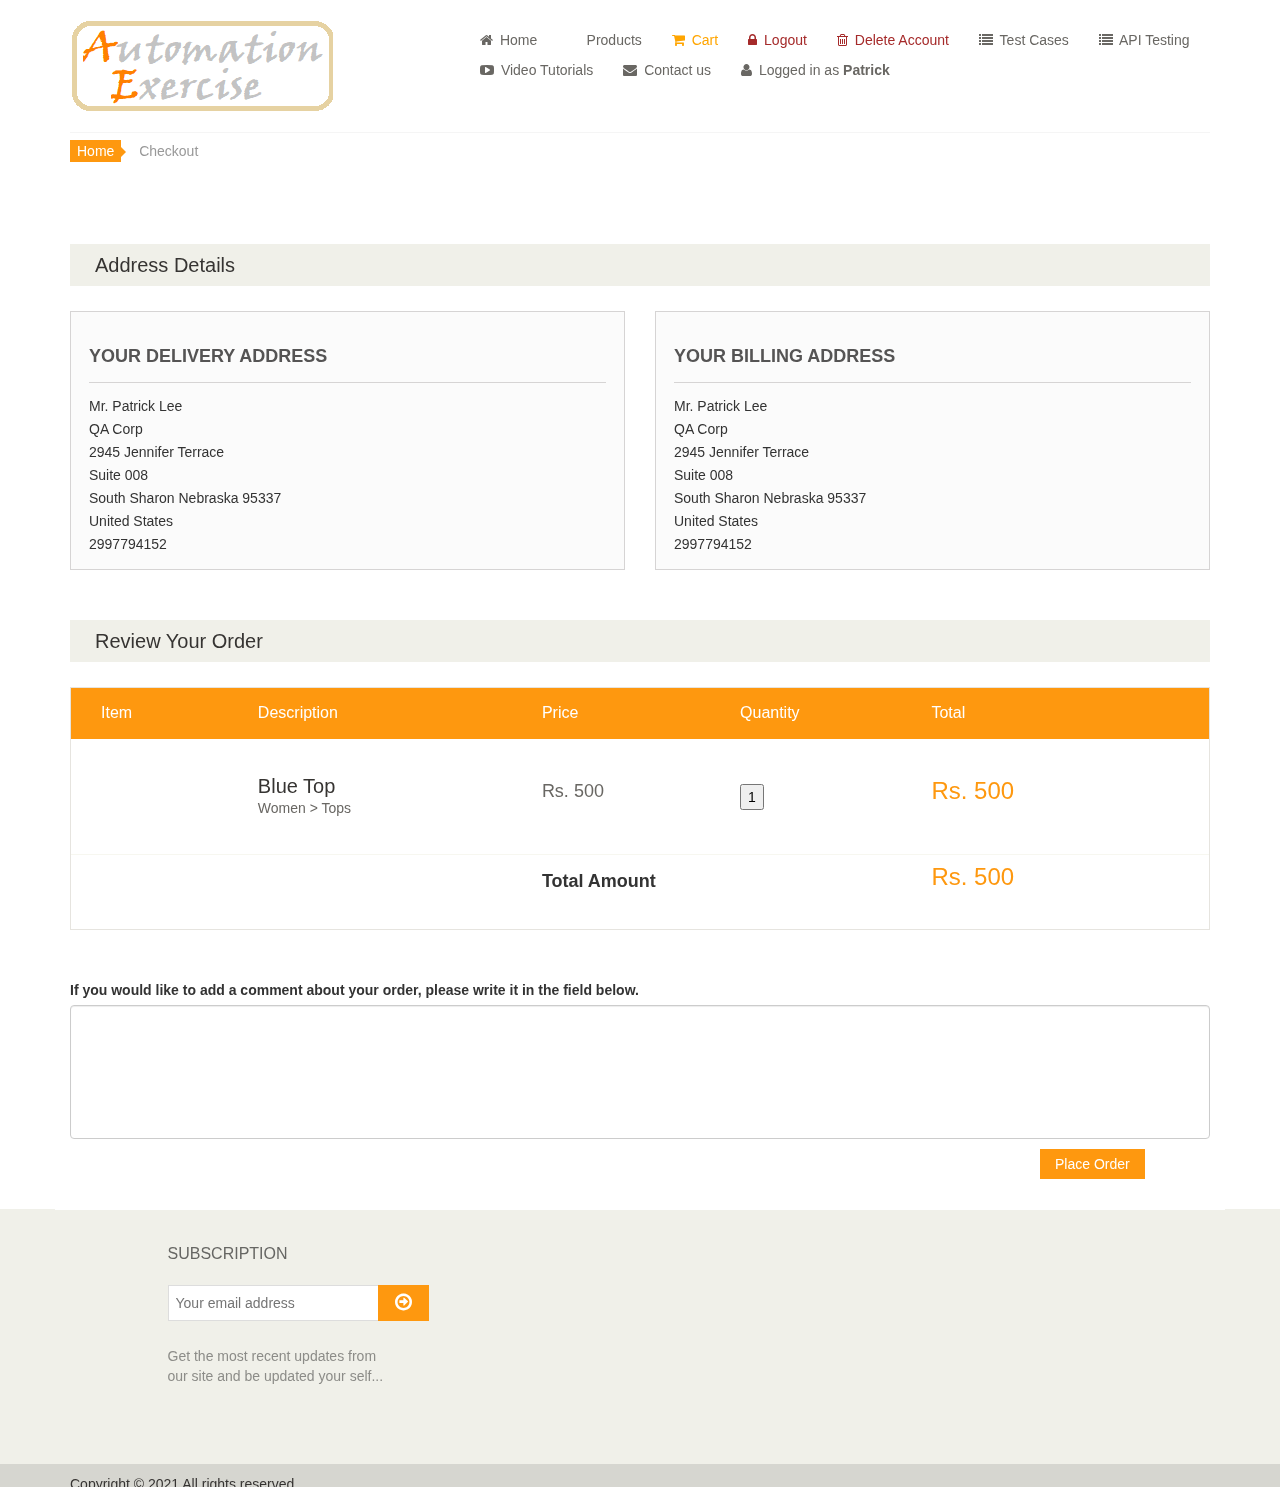 Automation
Exercise
Home Products Cart Logout Delete Account Test Cases API Testing
Video Tutorials Contact us Logged in as Patrick
Home Checkout
Address Details
YOUR DELIVERY ADDRESS
Mr. Patrick Lee
QA Corp
2945 Jennifer Terrace
Suite 008
South Sharon Nebraska 95337
United States
2997794152
YOUR BILLING ADDRESS
Mr. Patrick Lee
QA Corp
2945 Jennifer Terrace
Suite 008
South Sharon Nebraska 95337
United States
2997794152
Review Your Order
Item Description Price Quantity Total
Blue Top
Women > Tops
Rs. 500 1 Rs. 500
Total Amount Rs. 500
If you would like to add a comment about your order, please write it in the field below.
Place Order
SUBSCRIPTION
Your email address
Get the most recent updates from
our site and be updated your self...
Copyright © 2021 All rights reserved